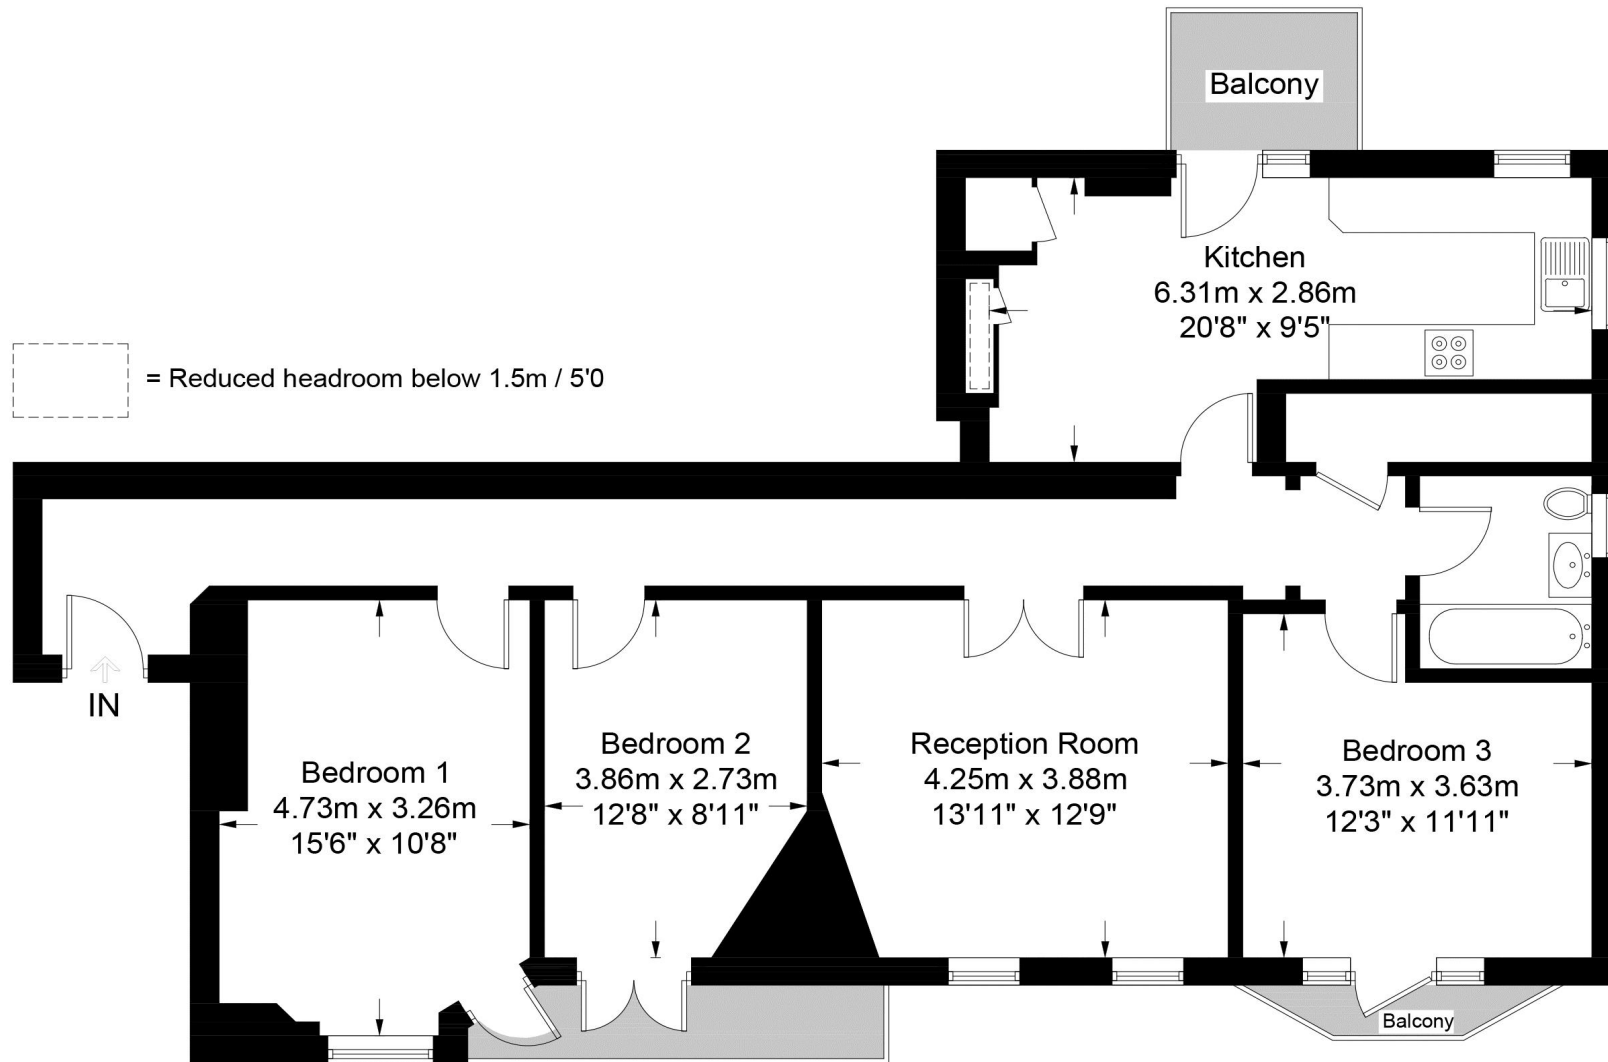 Balcony
Kitchen
6.31m x 2.86m
20'8" x 9'5"
= Reduced headroom below 1.5m / 5'0
IN
Bedroom 1
4.73m x 3.26m
15'6" x 10'8"
Bedroom 2
3.86m x 2.73m
12'8" x 8'11"
Reception Room
4.25m x 3.88m
13'11" x 12'9"
Bedroom 3
3.73m x 3.63m
12'3" x 11'11"
Balcony